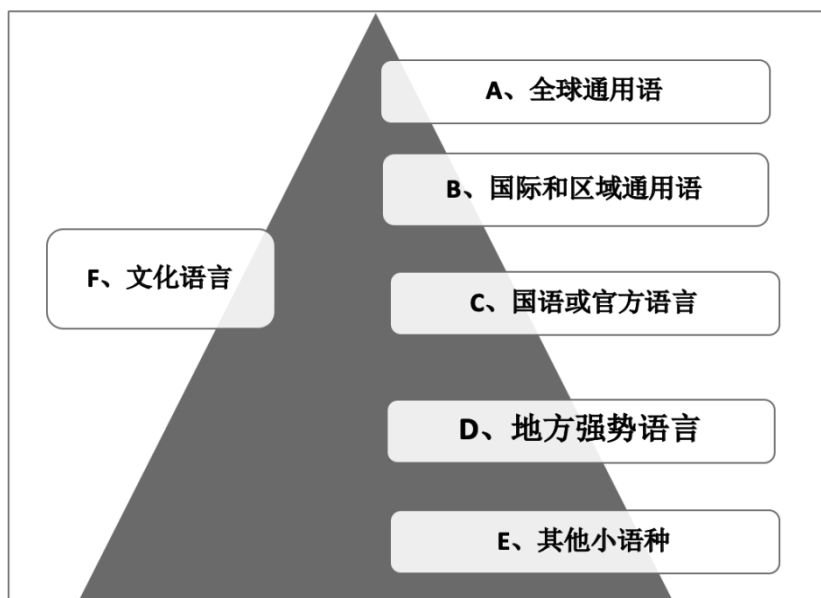 A、全球通用语
B、国际和区域通用语
F、文化语言
C、国语或官方语言
D、地方强势语言
E、其他小语种